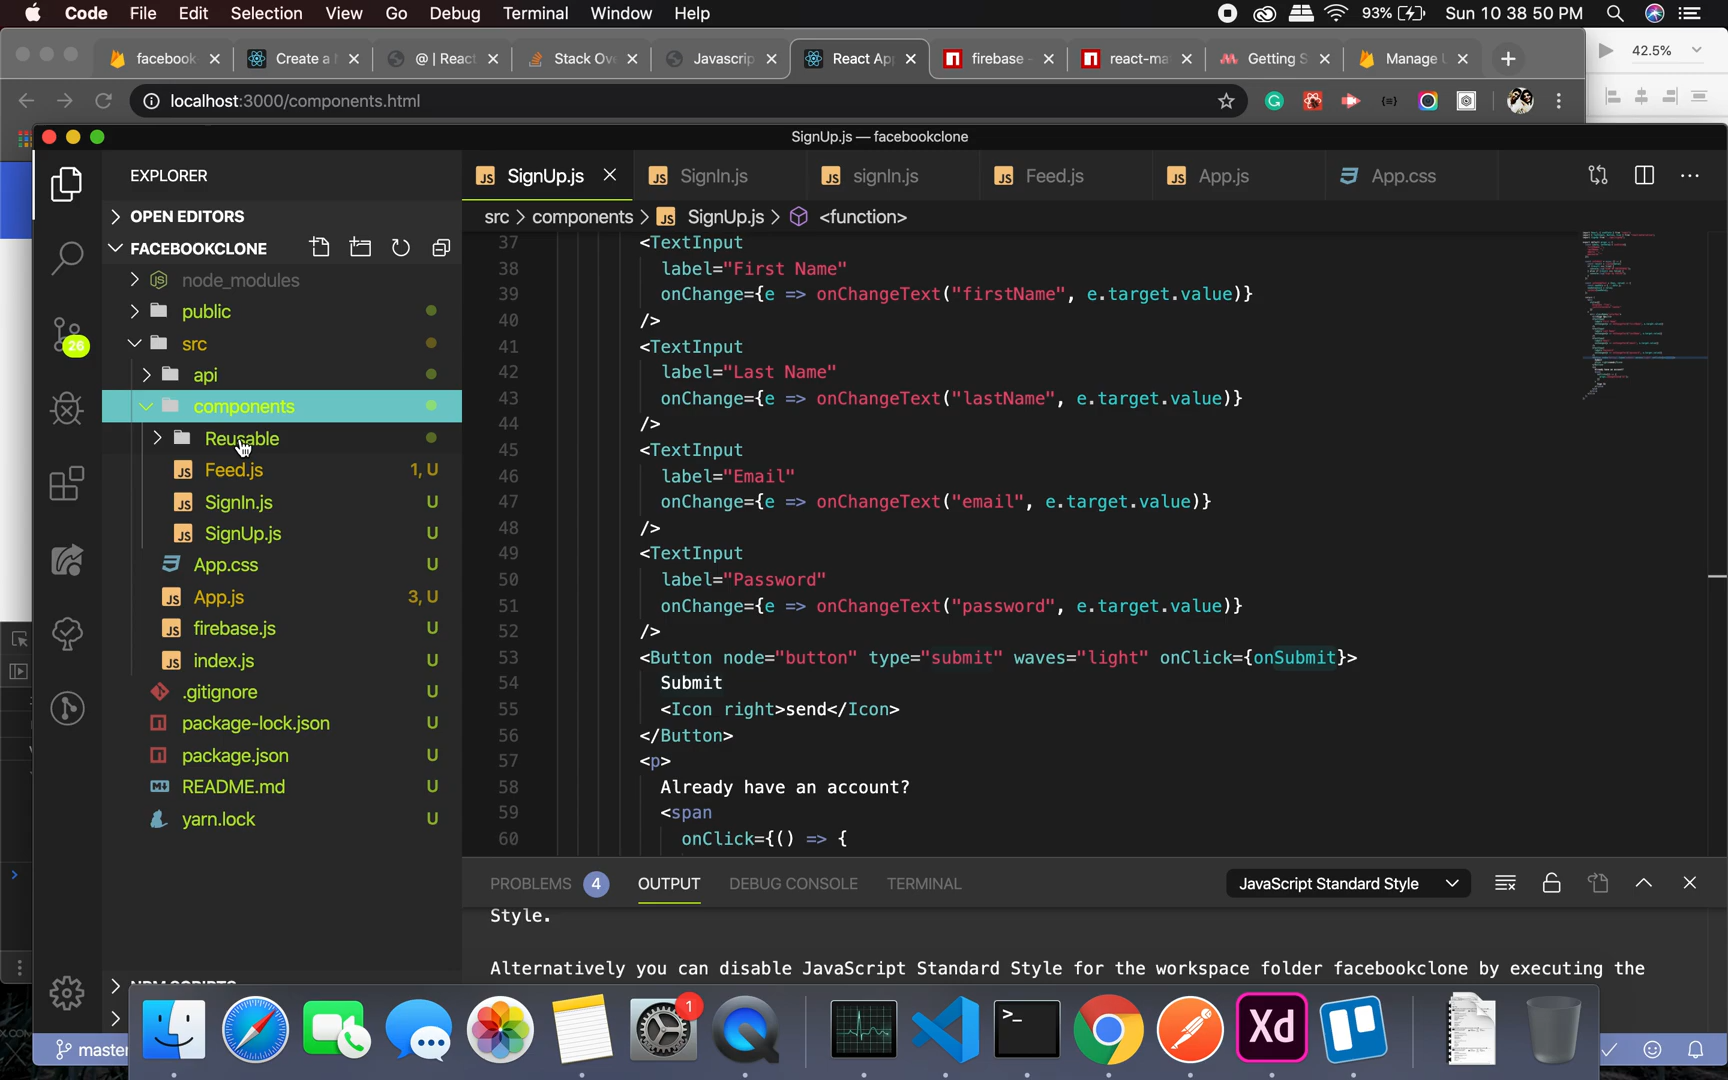 Code File Edit Selection View Go Debug Terminal Window Help 93% Sun 10 38 50 PM
facebook Create a Ne @ | React Stack Ov Javascrip React Ap firebase - react-ma Getting S Manage
42.5%
localhost:3000/components.html
SignUp.js — facebookclone
EXPLORER
SignUp.js SignIn.js signIn.js Feed.js App.js App.css
OPEN EDITORS
src > components > SignUp.js > <function>
FACEBOOKCLONE
node_modules
public
src
26
api
components
Reusable
Feed.js 1, U
SignIn.js U
SignUp.js U
App.css U
App.js 3, U
firebase.js U
index.js U
.gitignore U
package-lock.json U
package.json U
README.md U
yarn.lock U
37 <TextInput
38 label="First Name"
39 onChange={e => onChangeText("firstName", e.target.value)}
40 />
41 <TextInput
42 label="Last Name"
43 onChange={e => onChangeText("lastName", e.target.value)}
44 />
45 <TextInput
46 label="Email"
47 onChange={e => onChangeText("email", e.target.value)}
48 />
49 <TextInput
50 label="Password"
51 onChange={e => onChangeText("password", e.target.value)}
52 />
53 <Button node="button" type="submit" waves="light" onClick={onSubmit}>
54 Submit
55 <Icon right>send</Icon>
56 </Button>
57 <p>
58 Already have an account?
59 <span
60 onClick={() => {
PROBLEMS 4 OUTPUT DEBUG CONSOLE TERMINAL JavaScript Standard Style
Style.
Alternatively you can disable JavaScript Standard Style for the workspace folder facebookclone by executing the
NPM SCRIPTS
master
1
Xd